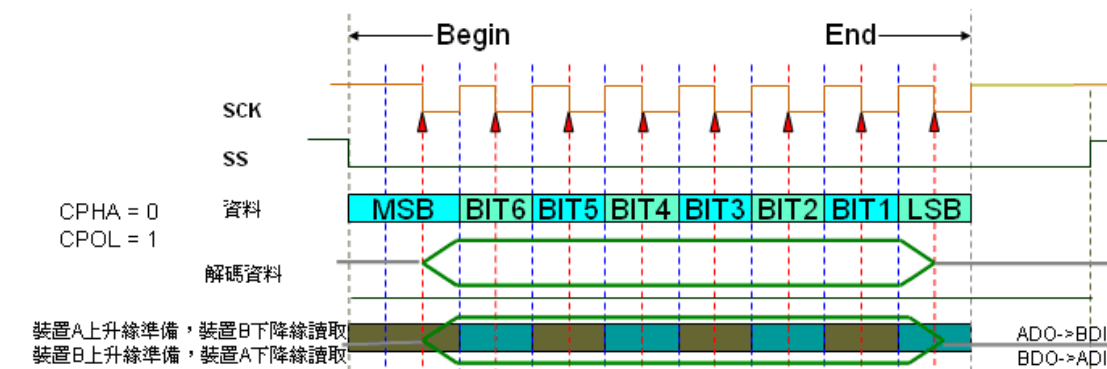 Begin End
SCK
SS
CPHA = 0
CPOL = 1
資料
MSB BIT6 BIT5 BIT4 BIT3 BIT2 BIT1 LSB
解碼資料
裝置A上升緣準備，裝置B下降緣讀取
裝置B上升緣準備，裝置A下降緣讀取
ADO->BDI
BDO->ADI